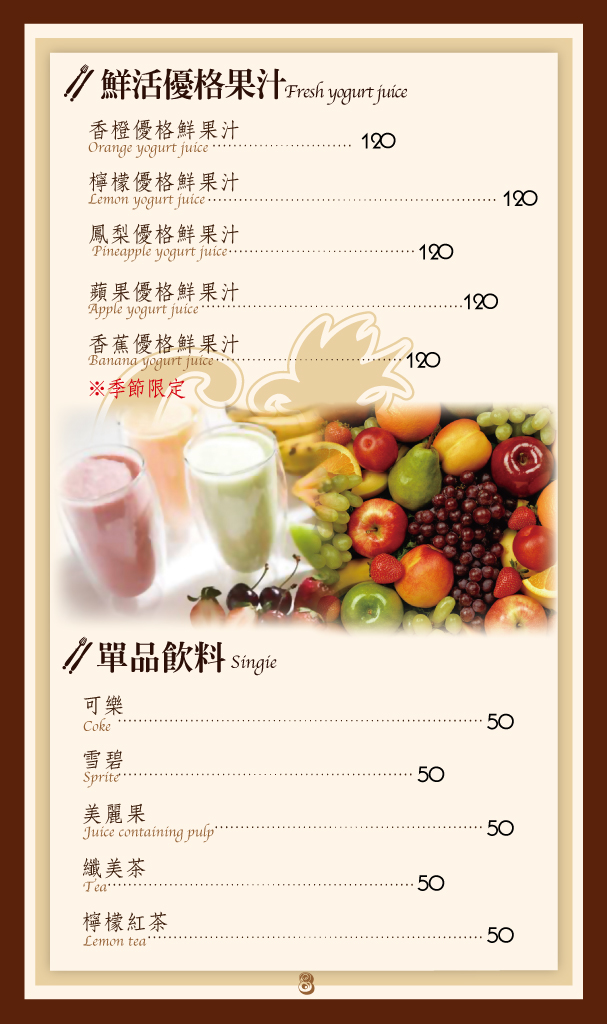 鮮活優格果汁 Fresh yogurt juice
香橙優格鮮果汁
Orange yogurt juice 120
檸檬優格鮮果汁
Lemon yogurt juice 120
鳳梨優格鮮果汁
Pineapple yogurt juice 120
蘋果優格鮮果汁
Apple yogurt juice 120
香蕉優格鮮果汁
Banana yogurt juice 120
※季節限定
單品飲料 Singie
可樂
Coke 50
雪碧
Sprite 50
美麗果
Juice containing pulp 50
纖美茶
Tea 50
檸檬紅茶
Lemon tea 50
8